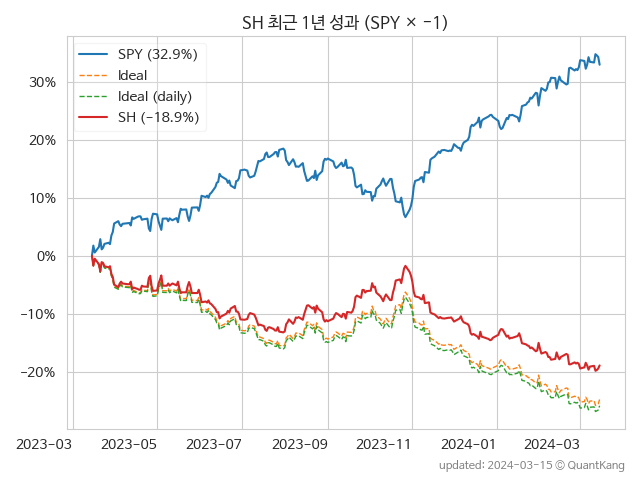 SH 최근 1년 성과 (SPY × −1)
SPY (32.9%)
Ideal
Ideal (daily)
SH (−18.9%)
30%
20%
10%
0%
−10%
−20%
2023-03 2023-05 2023-07 2023-09 2023-11 2024-01 2024-03
updated: 2024-03-15 ⓒ QuantKang